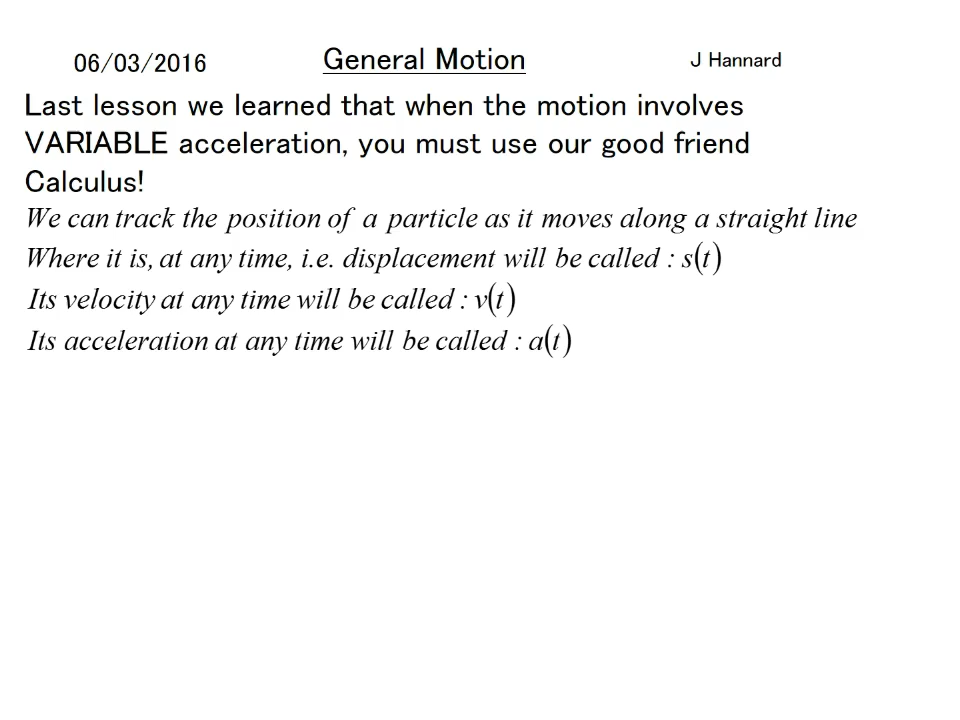 06/03/2016 General Motion J Hannard
Last lesson we learned that when the motion involves
VARIABLE acceleration, you must use our good friend
Calculus!
We can track the position of a particle as it moves along a straight line
Where it is, at any time, i.e. displacement will be called : s(t)
Its velocity at any time will be called : v(t)
Its acceleration at any time will be called : a(t)